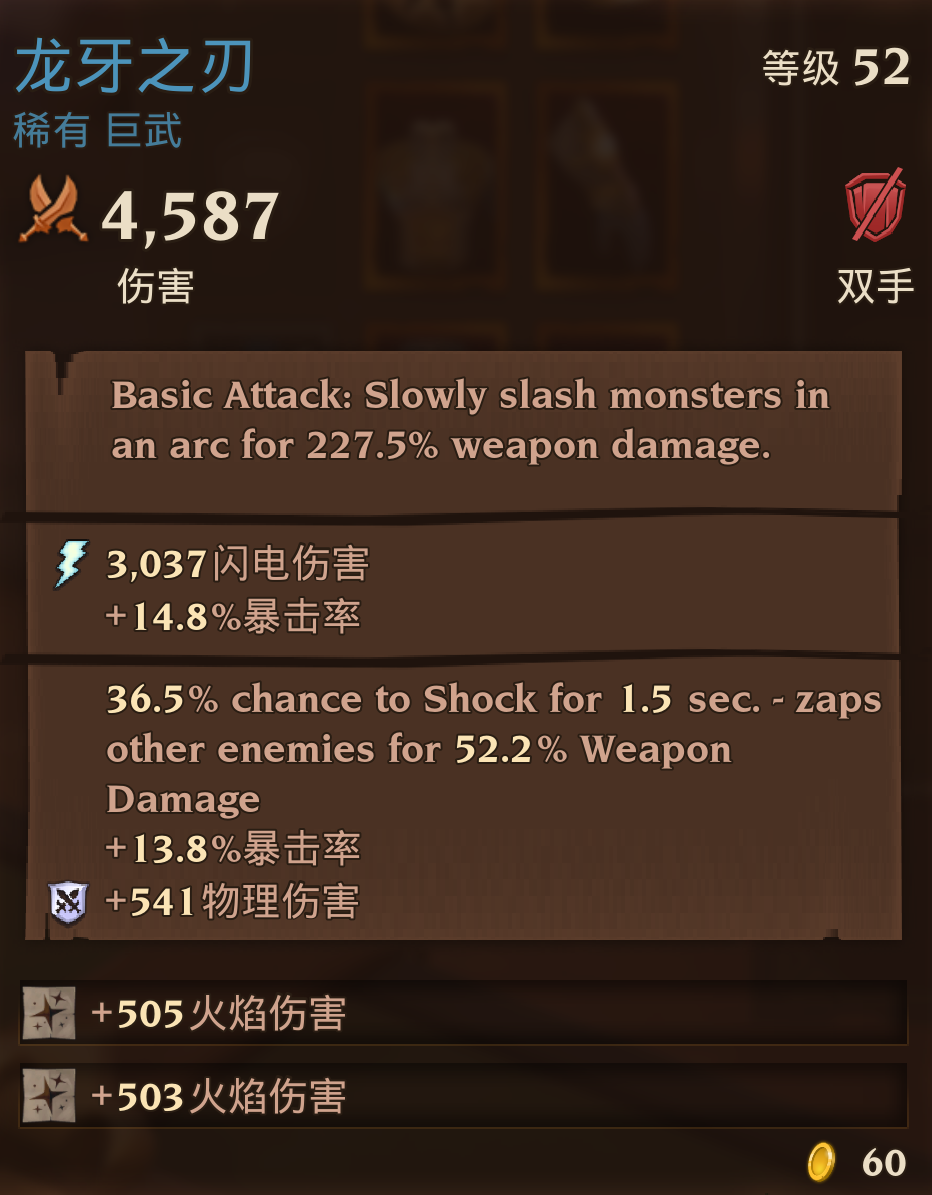 龙牙之刃
等级 52
稀有 巨武
4,587
伤害
双手
Basic Attack: Slowly slash monsters in
an arc for 227.5% weapon damage.
3,037闪电伤害
+14.8%暴击率
36.5% chance to Shock for 1.5 sec. - zaps
other enemies for 52.2% Weapon
Damage
+13.8%暴击率
+541物理伤害
+505火焰伤害
+503火焰伤害
60